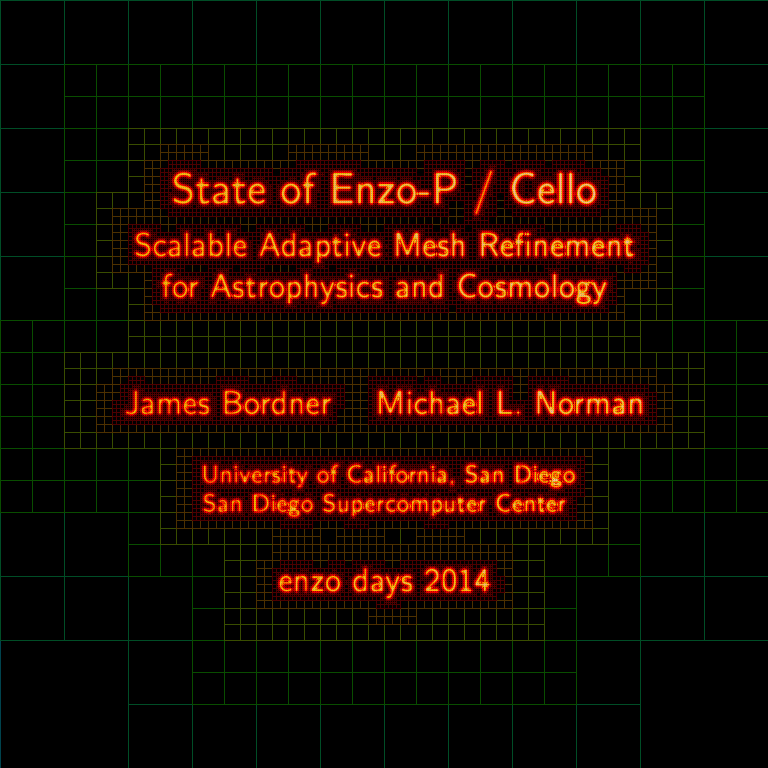 State of Enzo-P / Cello
Scalable Adaptive Mesh Refinement
for Astrophysics and Cosmology
James Bordner Michael L. Norman
University of California, San Diego
San Diego Supercomputer Center
enzo days 2014